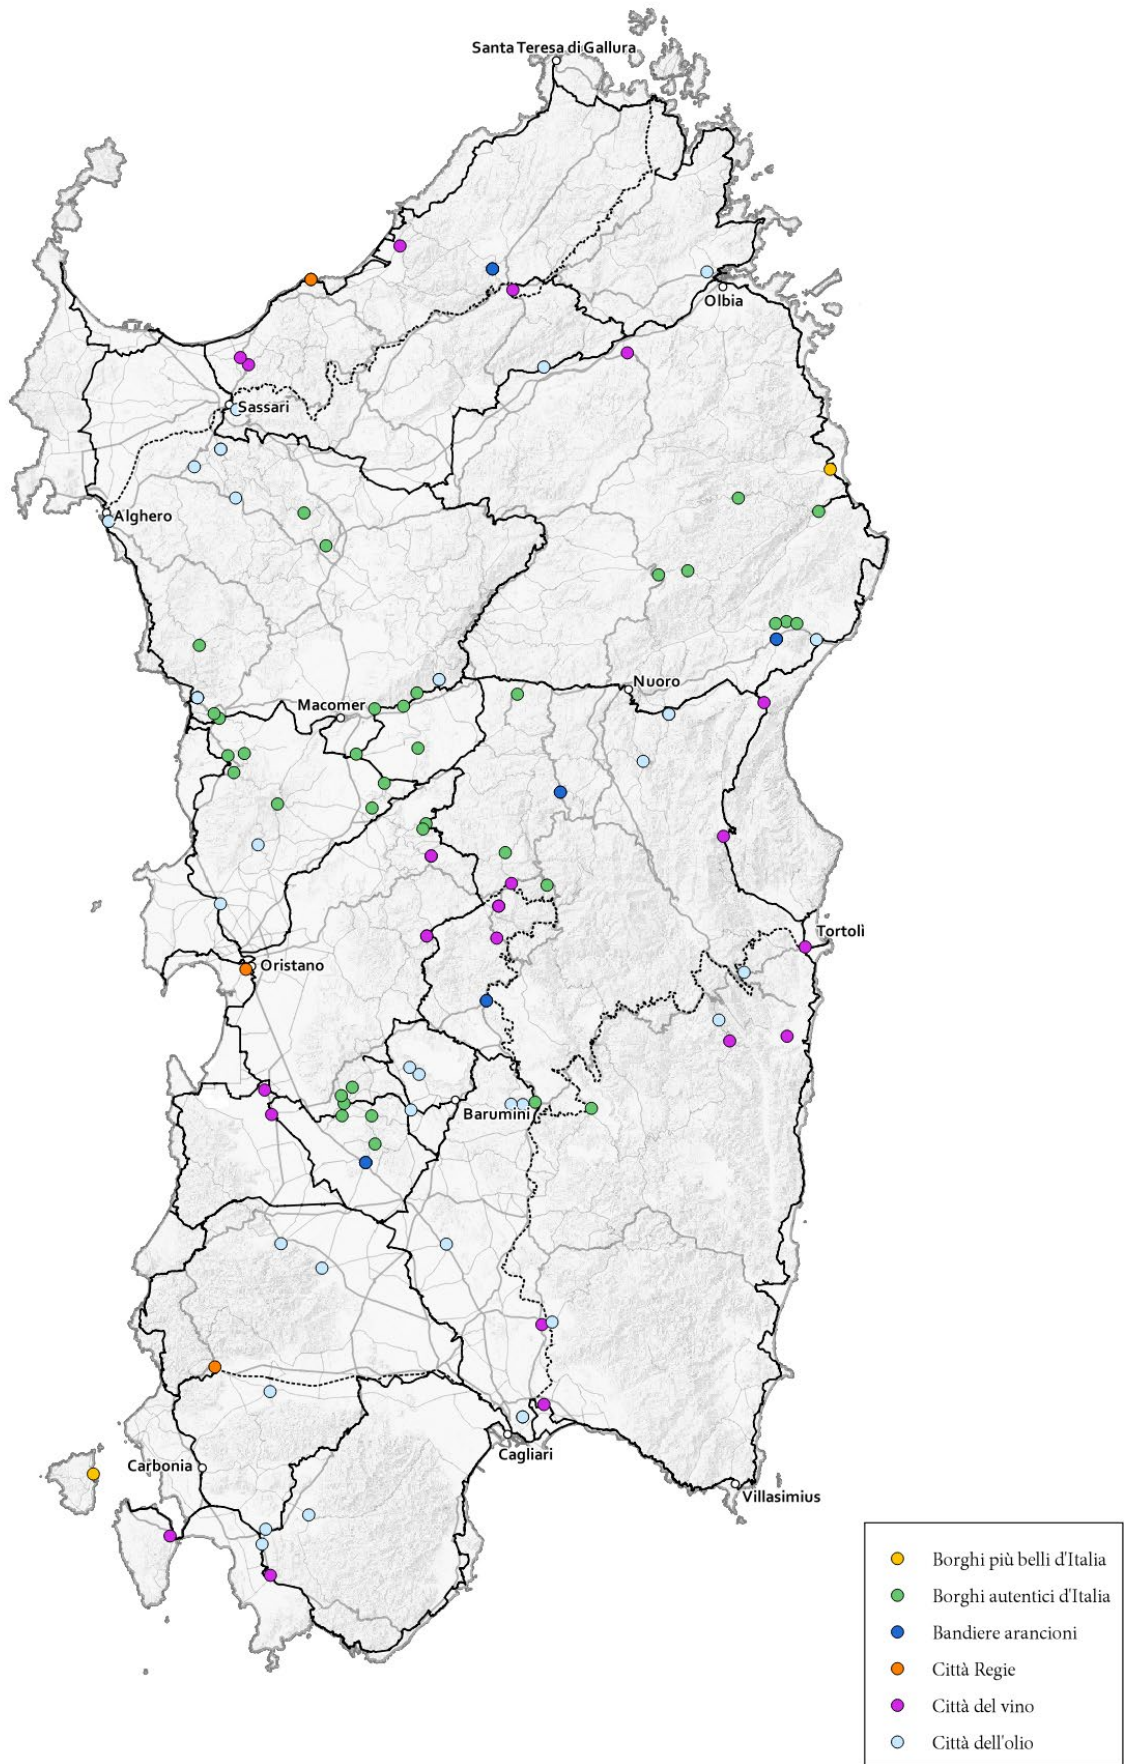 Santa Teresa di Gallura
Olbia
Sassari
Alghero
Nuoro
Macomer
Tortolì
Oristano
Barumini
Cagliari
Carbonia
Villasimius
Borghi più belli d'Italia
Borghi autentici d'Italia
Bandiere arancioni
Città Regie
Città del vino
Città dell'olio